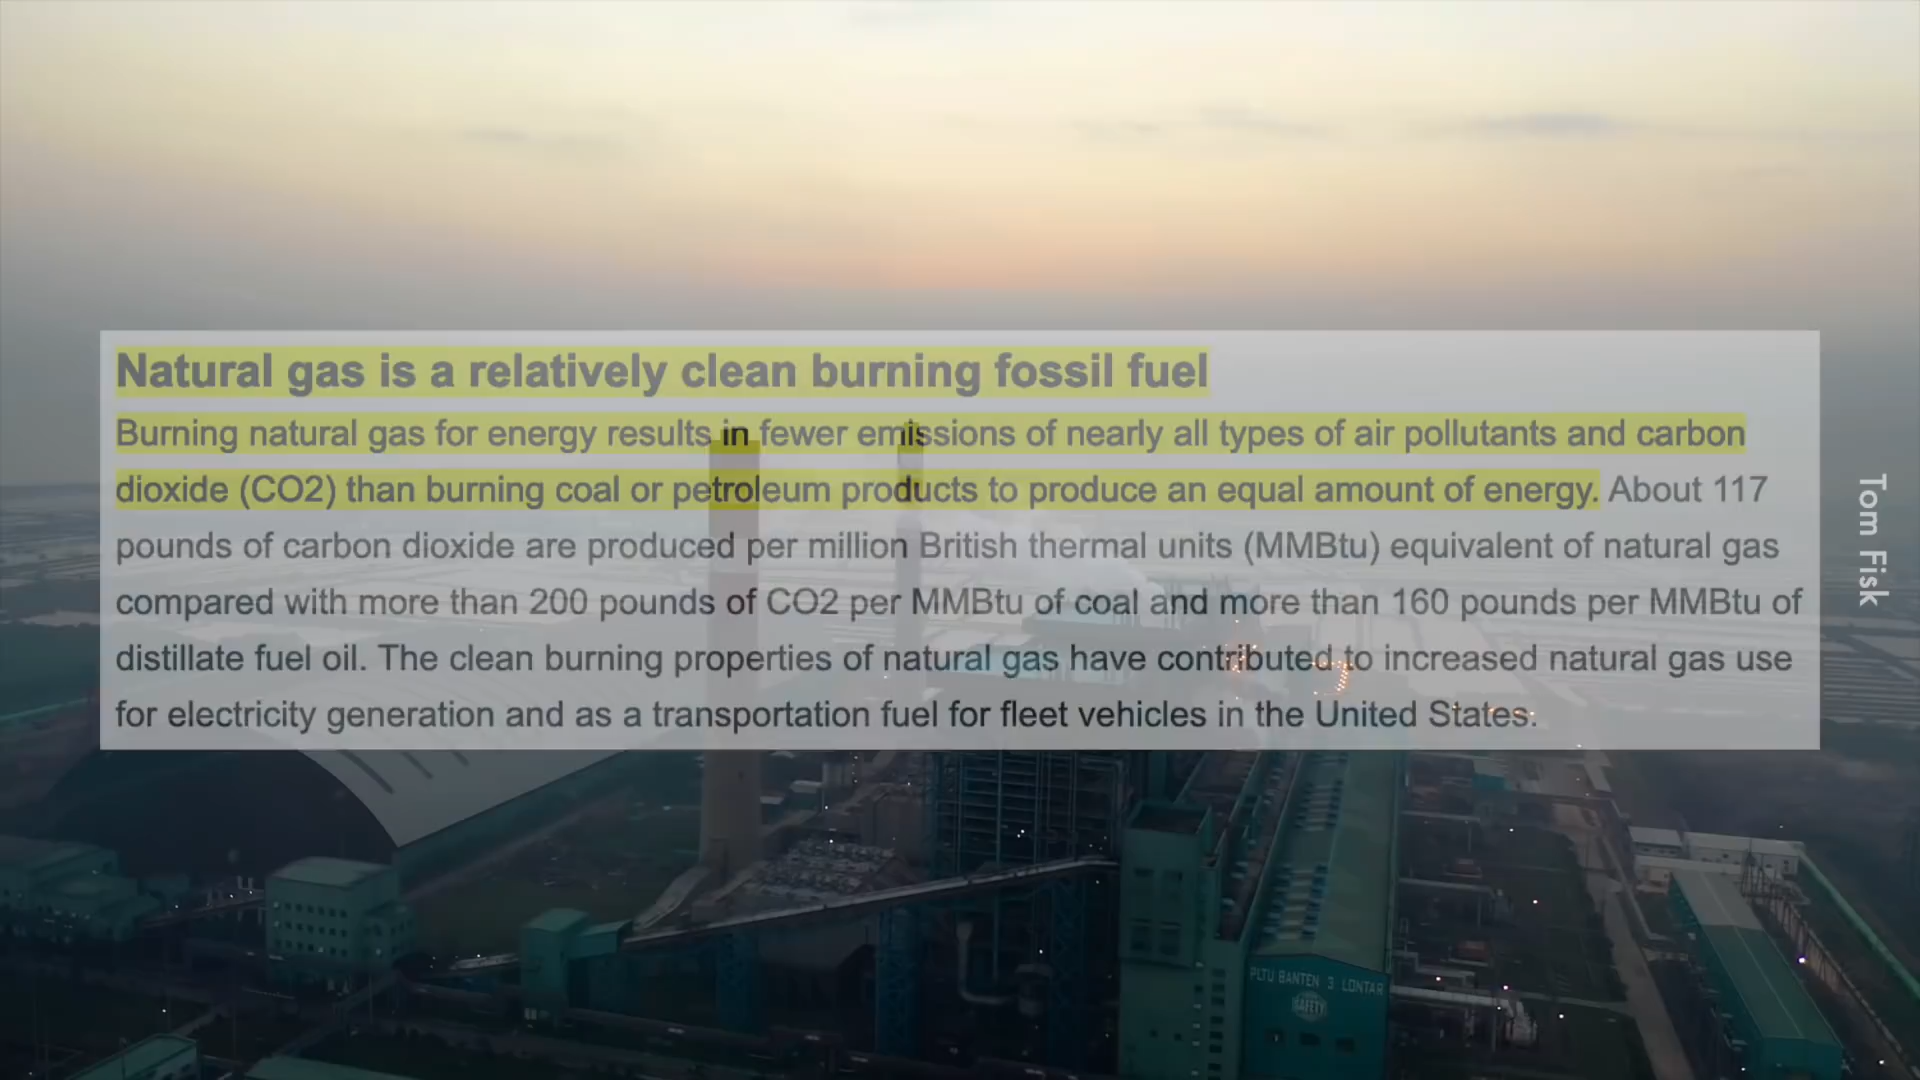 Natural gas is a relatively clean burning fossil fuel
Burning natural gas for energy results in fewer emissions of nearly all types of air pollutants and carbon
dioxide (CO2) than burning coal or petroleum products to produce an equal amount of energy. About 117
pounds of carbon dioxide are produced per million British thermal units (MMBtu) equivalent of natural gas
compared with more than 200 pounds of CO2 per MMBtu of coal and more than 160 pounds per MMBtu of
distillate fuel oil. The clean burning properties of natural gas have contributed to increased natural gas use
for electricity generation and as a transportation fuel for fleet vehicles in the United States.
Tom Fisk
PLTU BANTEN 3 LONTAR
SAFETY